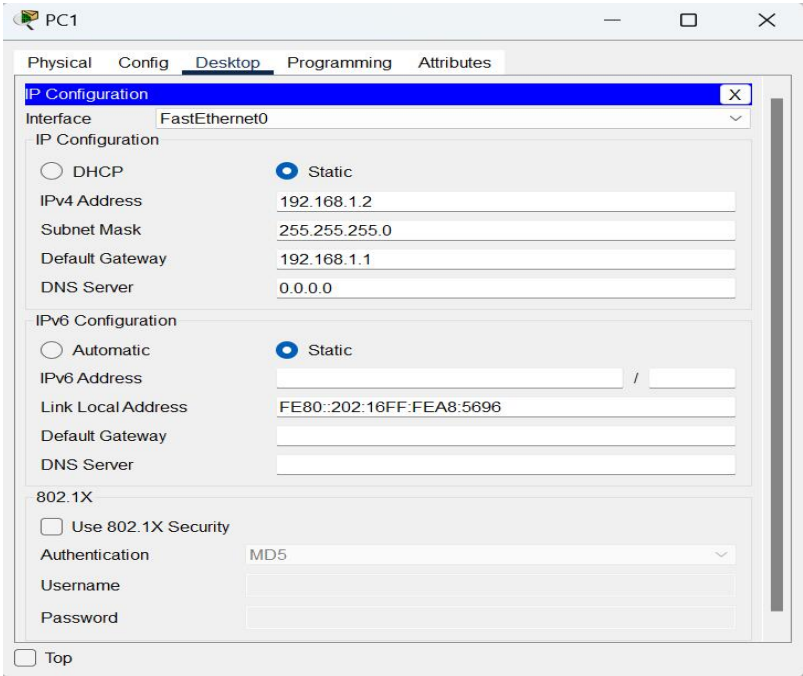 PC1
Physical Config Desktop Programming Attributes
IP Configuration X
Interface FastEthernet0
IP Configuration
DHCP Static
IPv4 Address 192.168.1.2
Subnet Mask 255.255.255.0
Default Gateway 192.168.1.1
DNS Server 0.0.0.0
IPv6 Configuration
Automatic Static
IPv6 Address /
Link Local Address FE80::202:16FF:FEA8:5696
Default Gateway
DNS Server
802.1X
Use 802.1X Security
Authentication MD5
Username
Password
Top